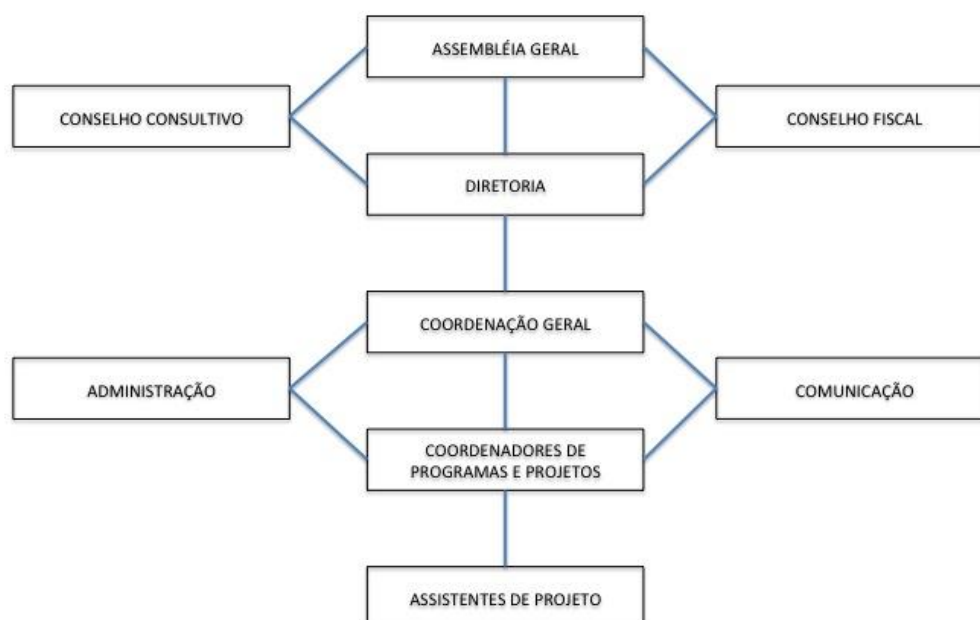 ASSEMBLÉIA GERAL
CONSELHO CONSULTIVO
CONSELHO FISCAL
DIRETORIA
COORDENAÇÃO GERAL
ADMINISTRAÇÃO
COMUNICAÇÃO
COORDENADORES DE
PROGRAMAS E PROJETOS
ASSISTENTES DE PROJETO